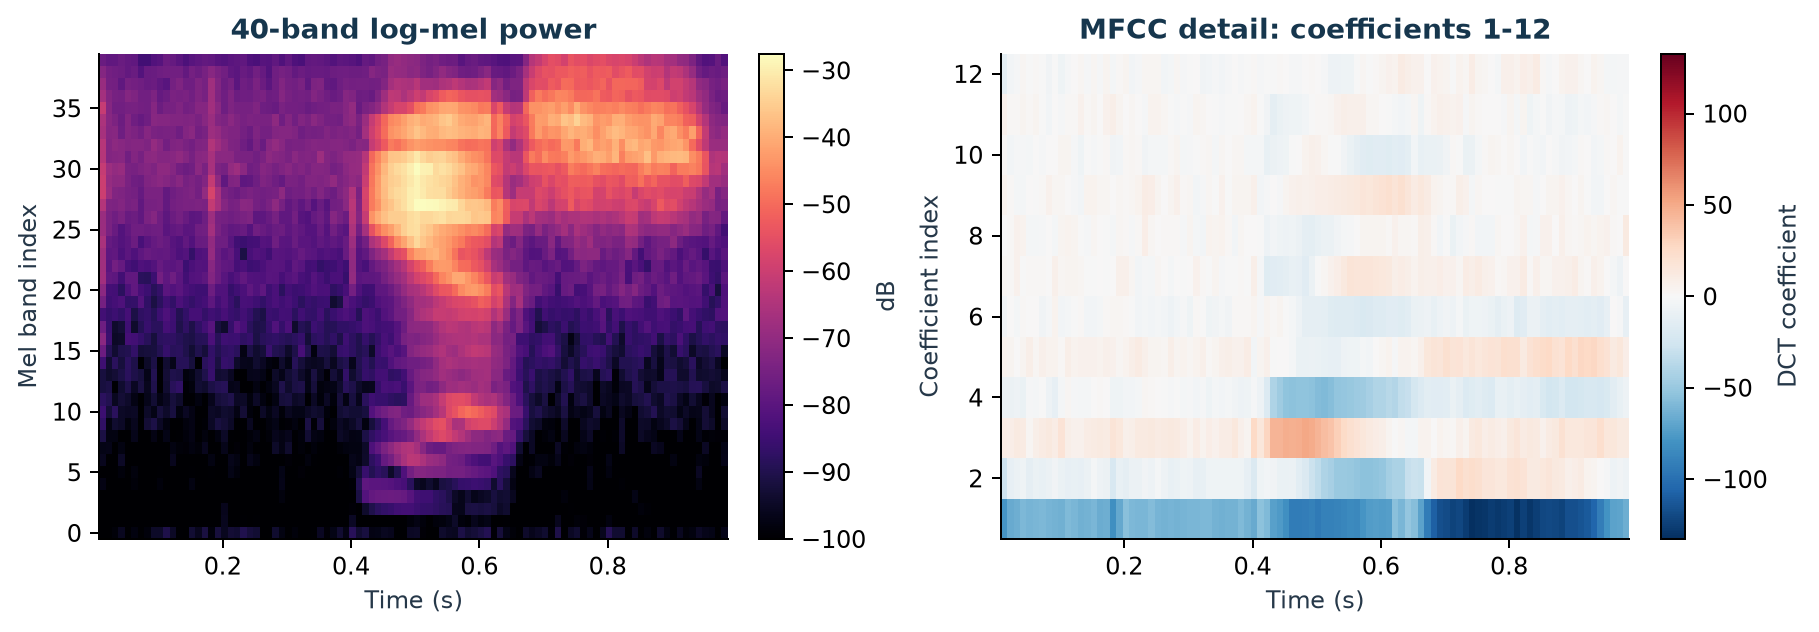 40-band log-mel power
35
30
25
20
15
10
5
0
Mel band index
0.2 0.4 0.6 0.8
Time (s)
−30
−40
−50
−60
−70
−80
−90
−100
dB
MFCC detail: coefficients 1-12
12
10
8
6
4
2
Coefficient index
0.2 0.4 0.6 0.8
Time (s)
100
50
0
−50
−100
DCT coefficient